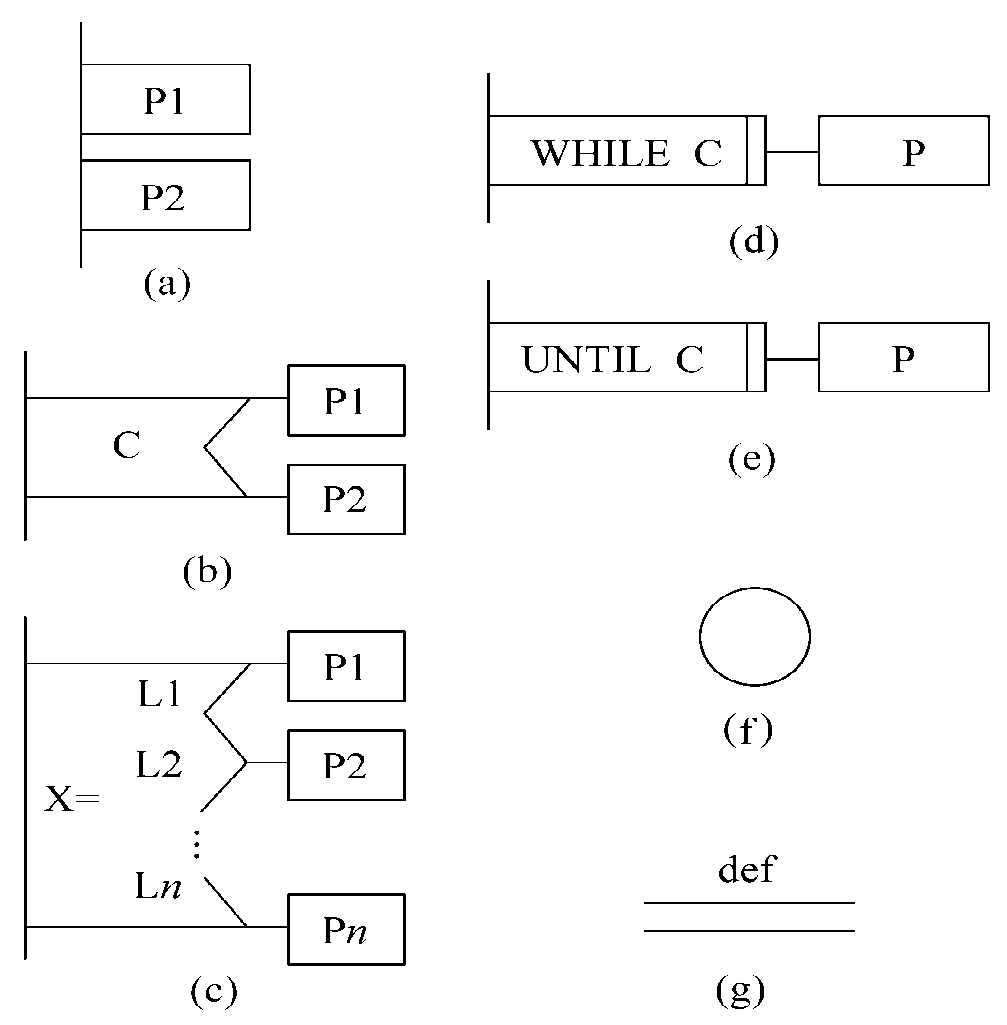 P1
P2
(a)
C
P1
P2
(b)
X=
L1
L2
⋮
Ln
P1
P2
Pn
(c)
WHILE C
P
(d)
UNTIL C
P
(e)
(f)
def
(g)